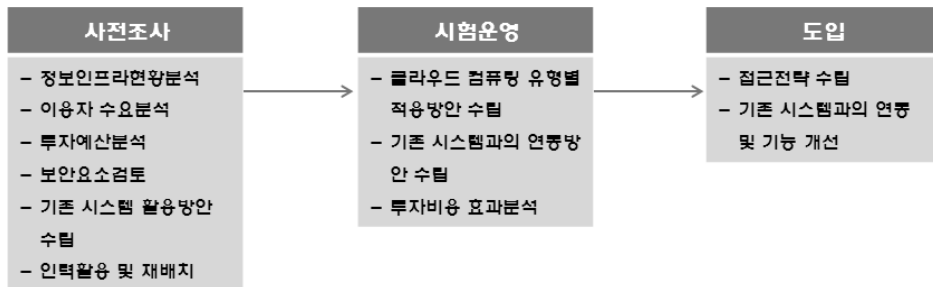 사전조사
– 정보인프라현황분석
– 이용자 수요분석
– 투자예산분석
– 보안요소검토
– 기존 시스템 활용방안
수립
– 인력활용 및 재배치
시험운영
– 클라우드 컴퓨팅 유형별
적용방안 수립
– 기존 시스템과의 연동방
안 수립
– 투자비용 효과분석
도입
– 접근전략 수립
– 기존 시스템과의 연동
및 기능 개선